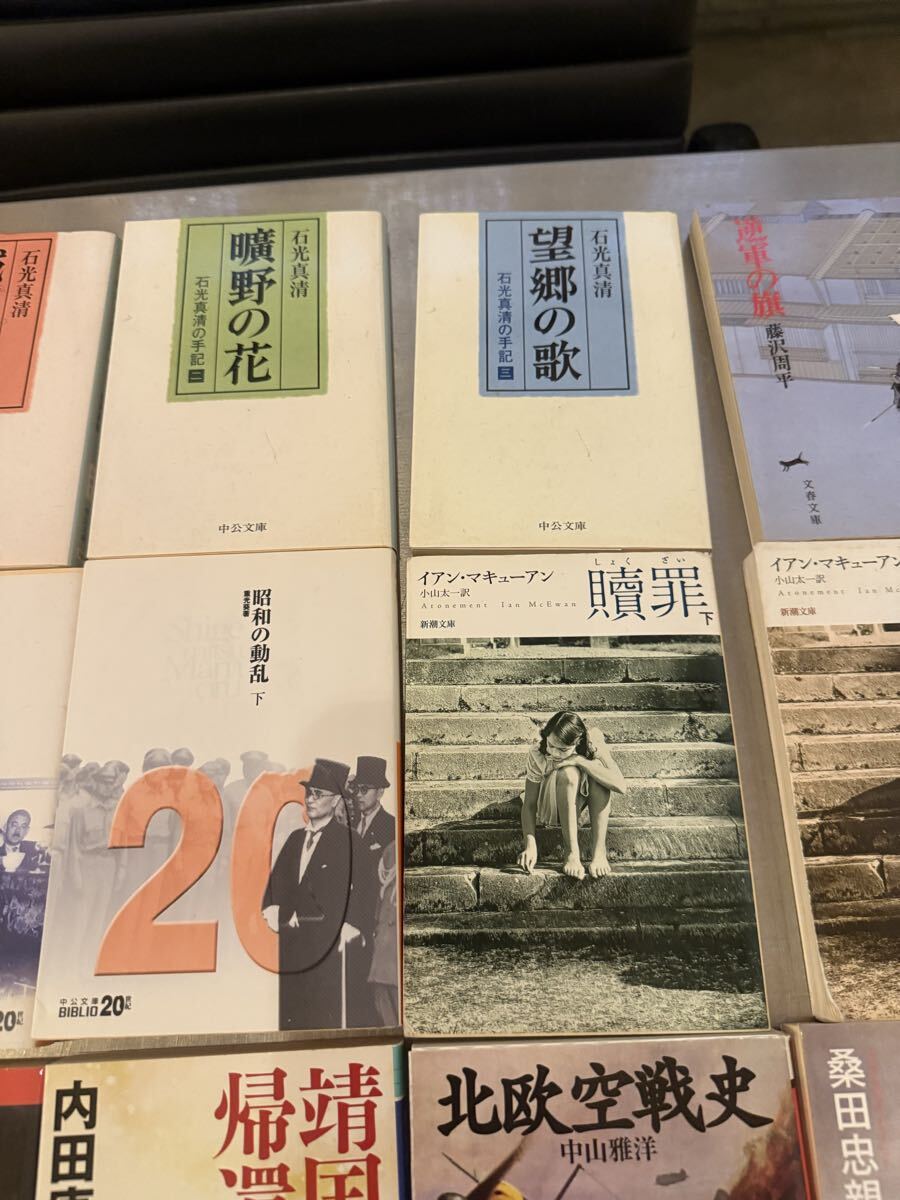 石光真清
石光真清
曠野の花
石光真清の手記 二
中公文庫
石光真清
望郷の歌
石光真清の手記 三
中公文庫
逆軍の旗
藤沢周平
文春文庫
昭和の動乱 下
重光葵著
20
中公文庫
BIBLIO 20世紀
20世紀
イアン・マキューアン
小山太一訳
Atonement Ian McEwan
新潮文庫
しょくざい
贖罪 下
イアン・マキューアン
小山太一訳
Atonement Ian
新潮文庫
内田
靖国
帰還
北欧空戦史
中山雅洋
桑田忠親